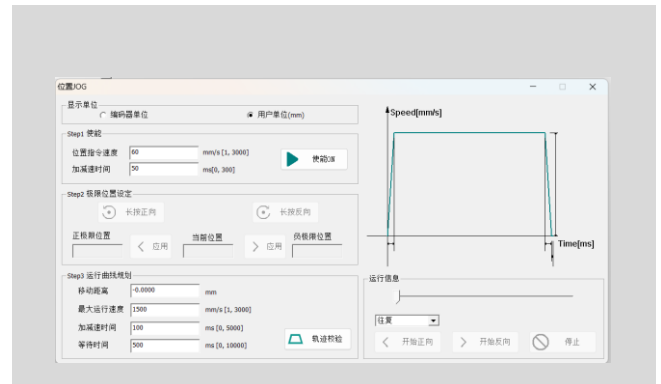 位置JOG
显示单位
编码器单位
用户单位(mm)
Step1 使能
位置指令速度 60 mm/s [1, 3000]
加减速时间 50 ms[0, 300]
使能ON
Step2 极限位置设定
长按正向
长按反向
正极限位置 应用 当前位置 应用 负极限位置
Step3 运行曲线规划
移动距离 -0.0000 mm
最大运行速度 1500 mm/s [1, 3000]
加减速时间 100 ms [0, 5000]
等待时间 500 ms [0, 10000]
轨迹校验
Speed[mm/s]
Time[ms]
运行信息
往复
开始正向
开始反向
停止